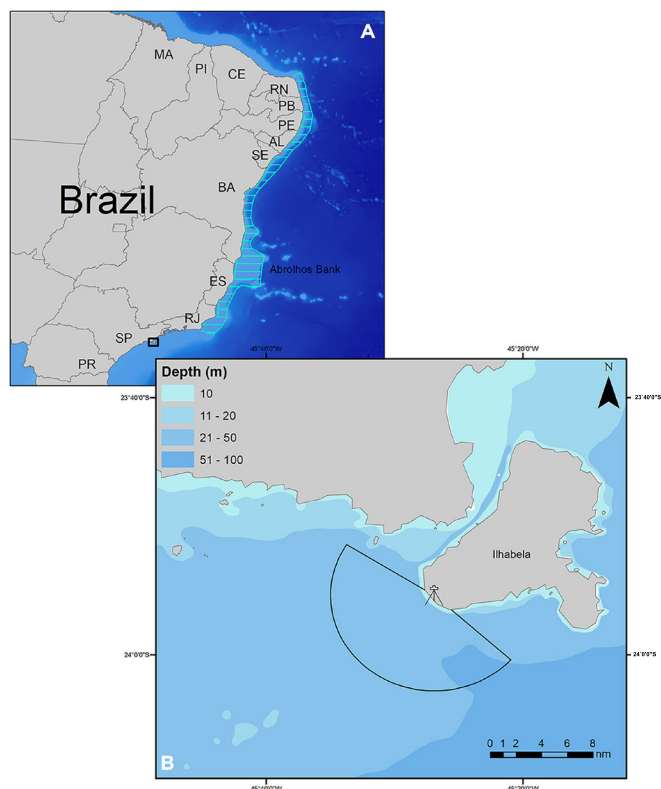 A
MA
PI
CE
RN
PB
PE
AL
SE
BA
Brazil
Abrolhos Bank
ES
RJ
SP
PR
45°40'0"W
45°20'0"W
Depth (m)
10
11 - 20
21 - 50
51 - 100
N
23°40'0"S
23°40'0"S
Ilhabela
24°0'0"S
24°0'0"S
0 1 2 4 6 8
nm
B